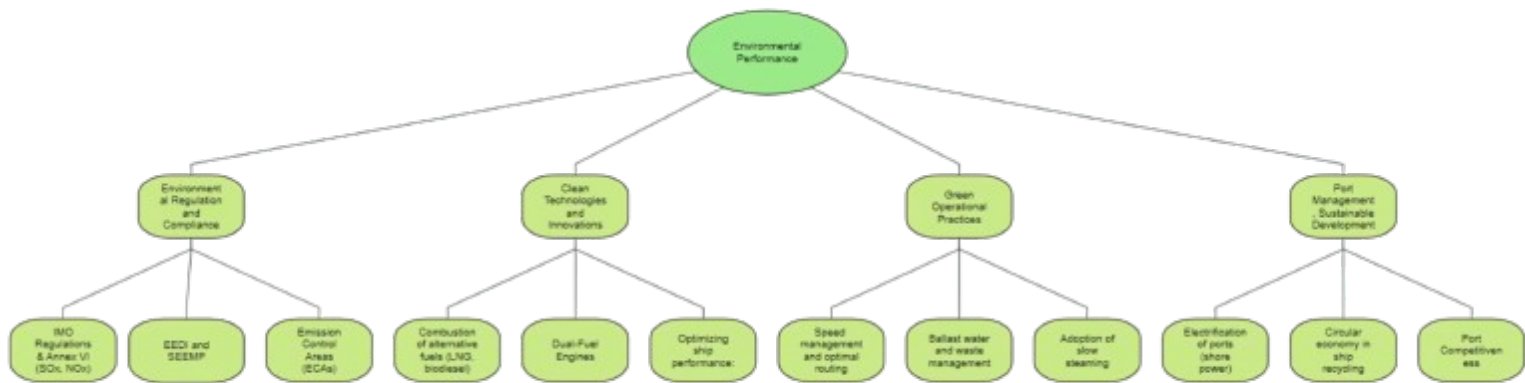 Environmental
Performance
Environment
al Regulation
and
Compliance
Clean
Technologies
and
Innovations
Green
Operational
Practices
Port
Management
, Sustainable
Development
IMO
Regulations
& Annex VI
(SOx, NOx)
EEDI and
SEEMP
Emission
Control
Areas
(ECAs)
Combustion
of alternative
fuels (LNG,
biodiesel)
Dual-Fuel
Engines
Optimizing
ship
performance:
Speed
management
and optimal
routing
Ballast water
and waste
management
Adoption of
slow
steaming
Electrification
of ports
(shore
power)
Circular
economy in
ship
recycling
Port
Competitiven
ess